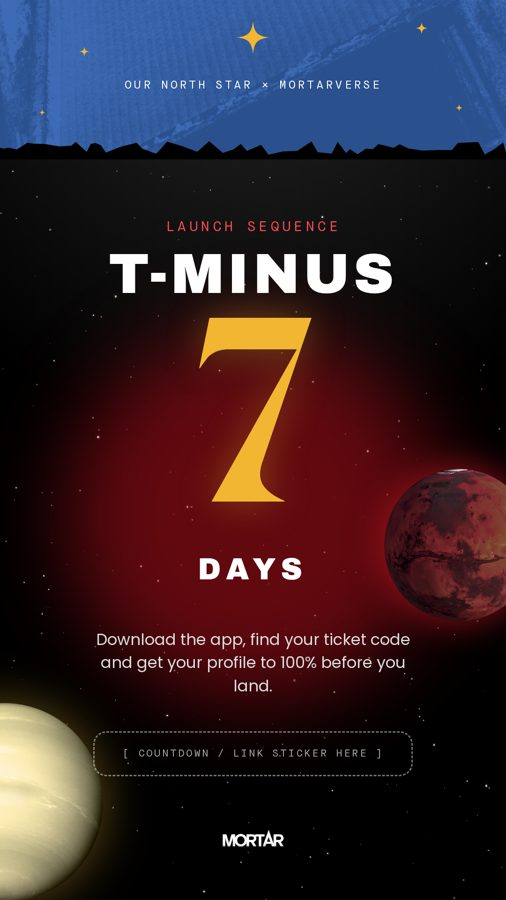 OUR NORTH STAR × MORTARVERSE
LAUNCH SEQUENCE
T-MINUS
7
DAYS
Download the app, find your ticket code
and get your profile to 100% before you
land.
[ COUNTDOWN / LINK STICKER HERE ]
MORTAR